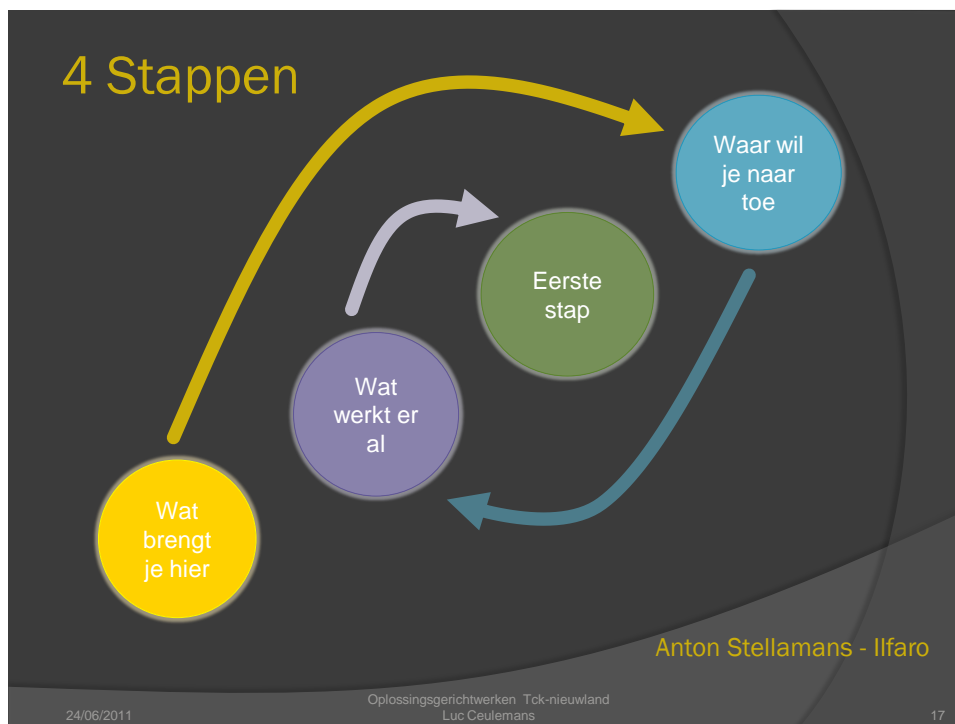 4 Stappen
Waar wil
je naar
toe
Eerste
stap
Wat
werkt er
al
Wat
brengt
je hier
Anton Stellamans - Ilfaro
24/06/2011
Oplossingsgerichtwerken Tck-nieuwland
Luc Ceulemans
17